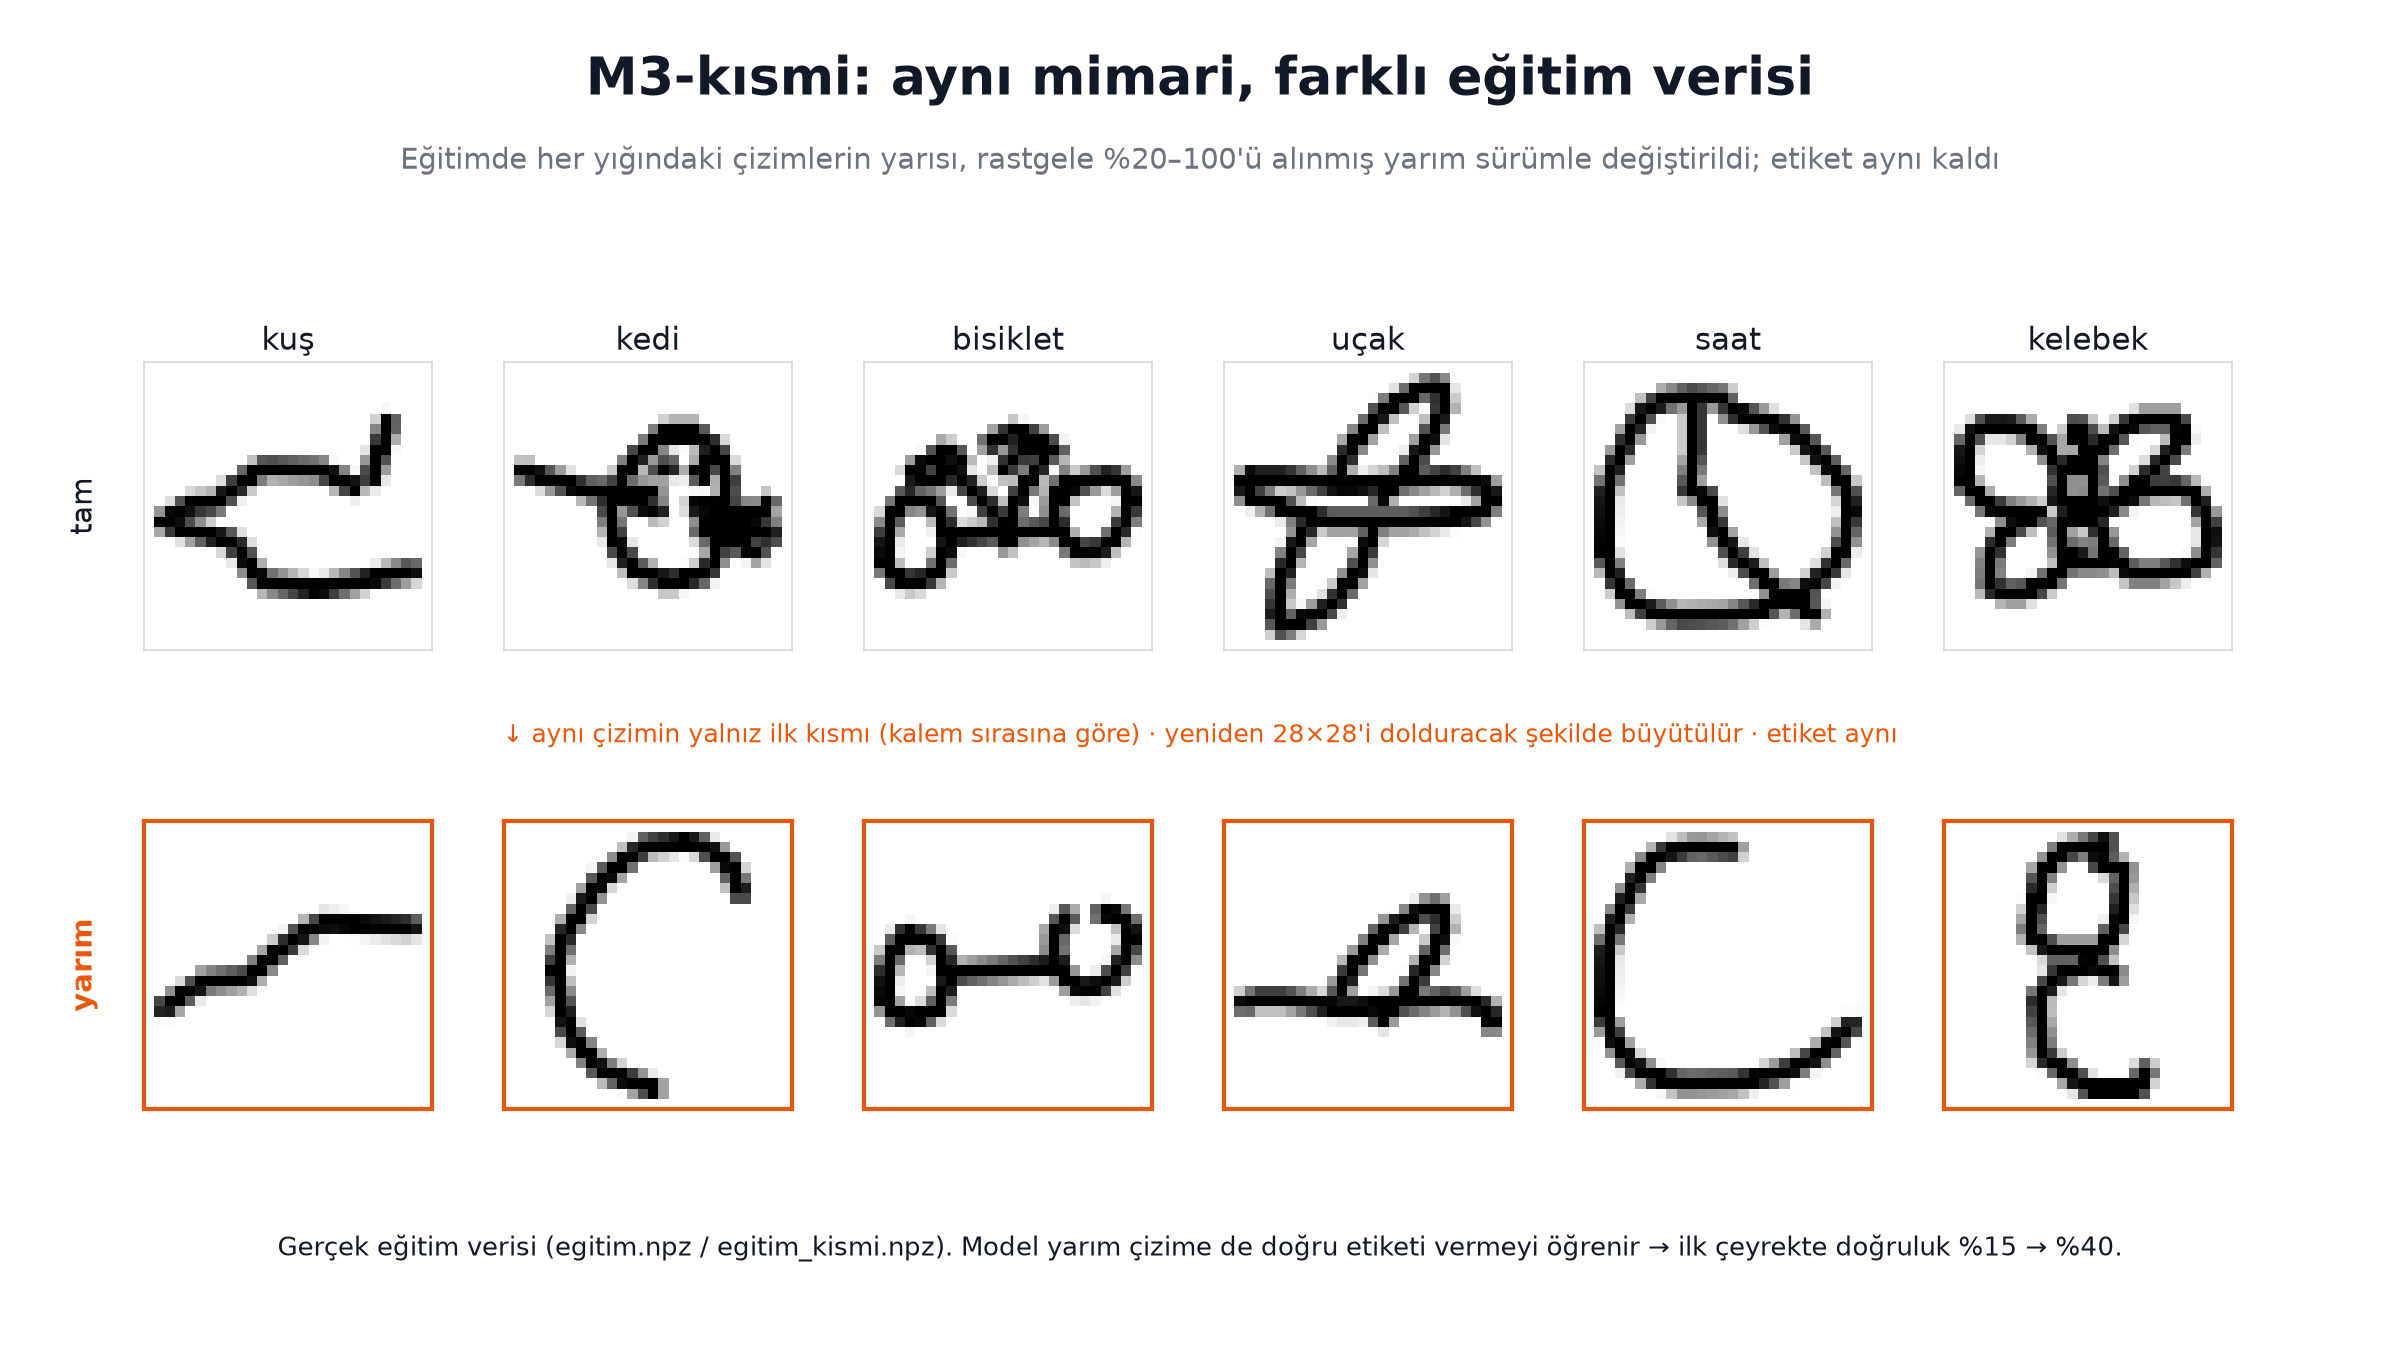 M3-kısmi: aynı mimari, farklı eğitim verisi
Eğitimde her yığındaki çizimlerin yarısı, rastgele %20–100'ü alınmış yarım sürümle değiştirildi; etiket aynı kaldı
kuş kedi bisiklet uçak saat kelebek
tam
↓ aynı çizimin yalnız ilk kısmı (kalem sırasına göre) · yeniden 28×28'i dolduracak şekilde büyütülür · etiket aynı
yarım
Gerçek eğitim verisi (egitim.npz / egitim_kismi.npz). Model yarım çizime de doğru etiketi vermeyi öğrenir → ilk çeyrekte doğruluk %15 → %40.